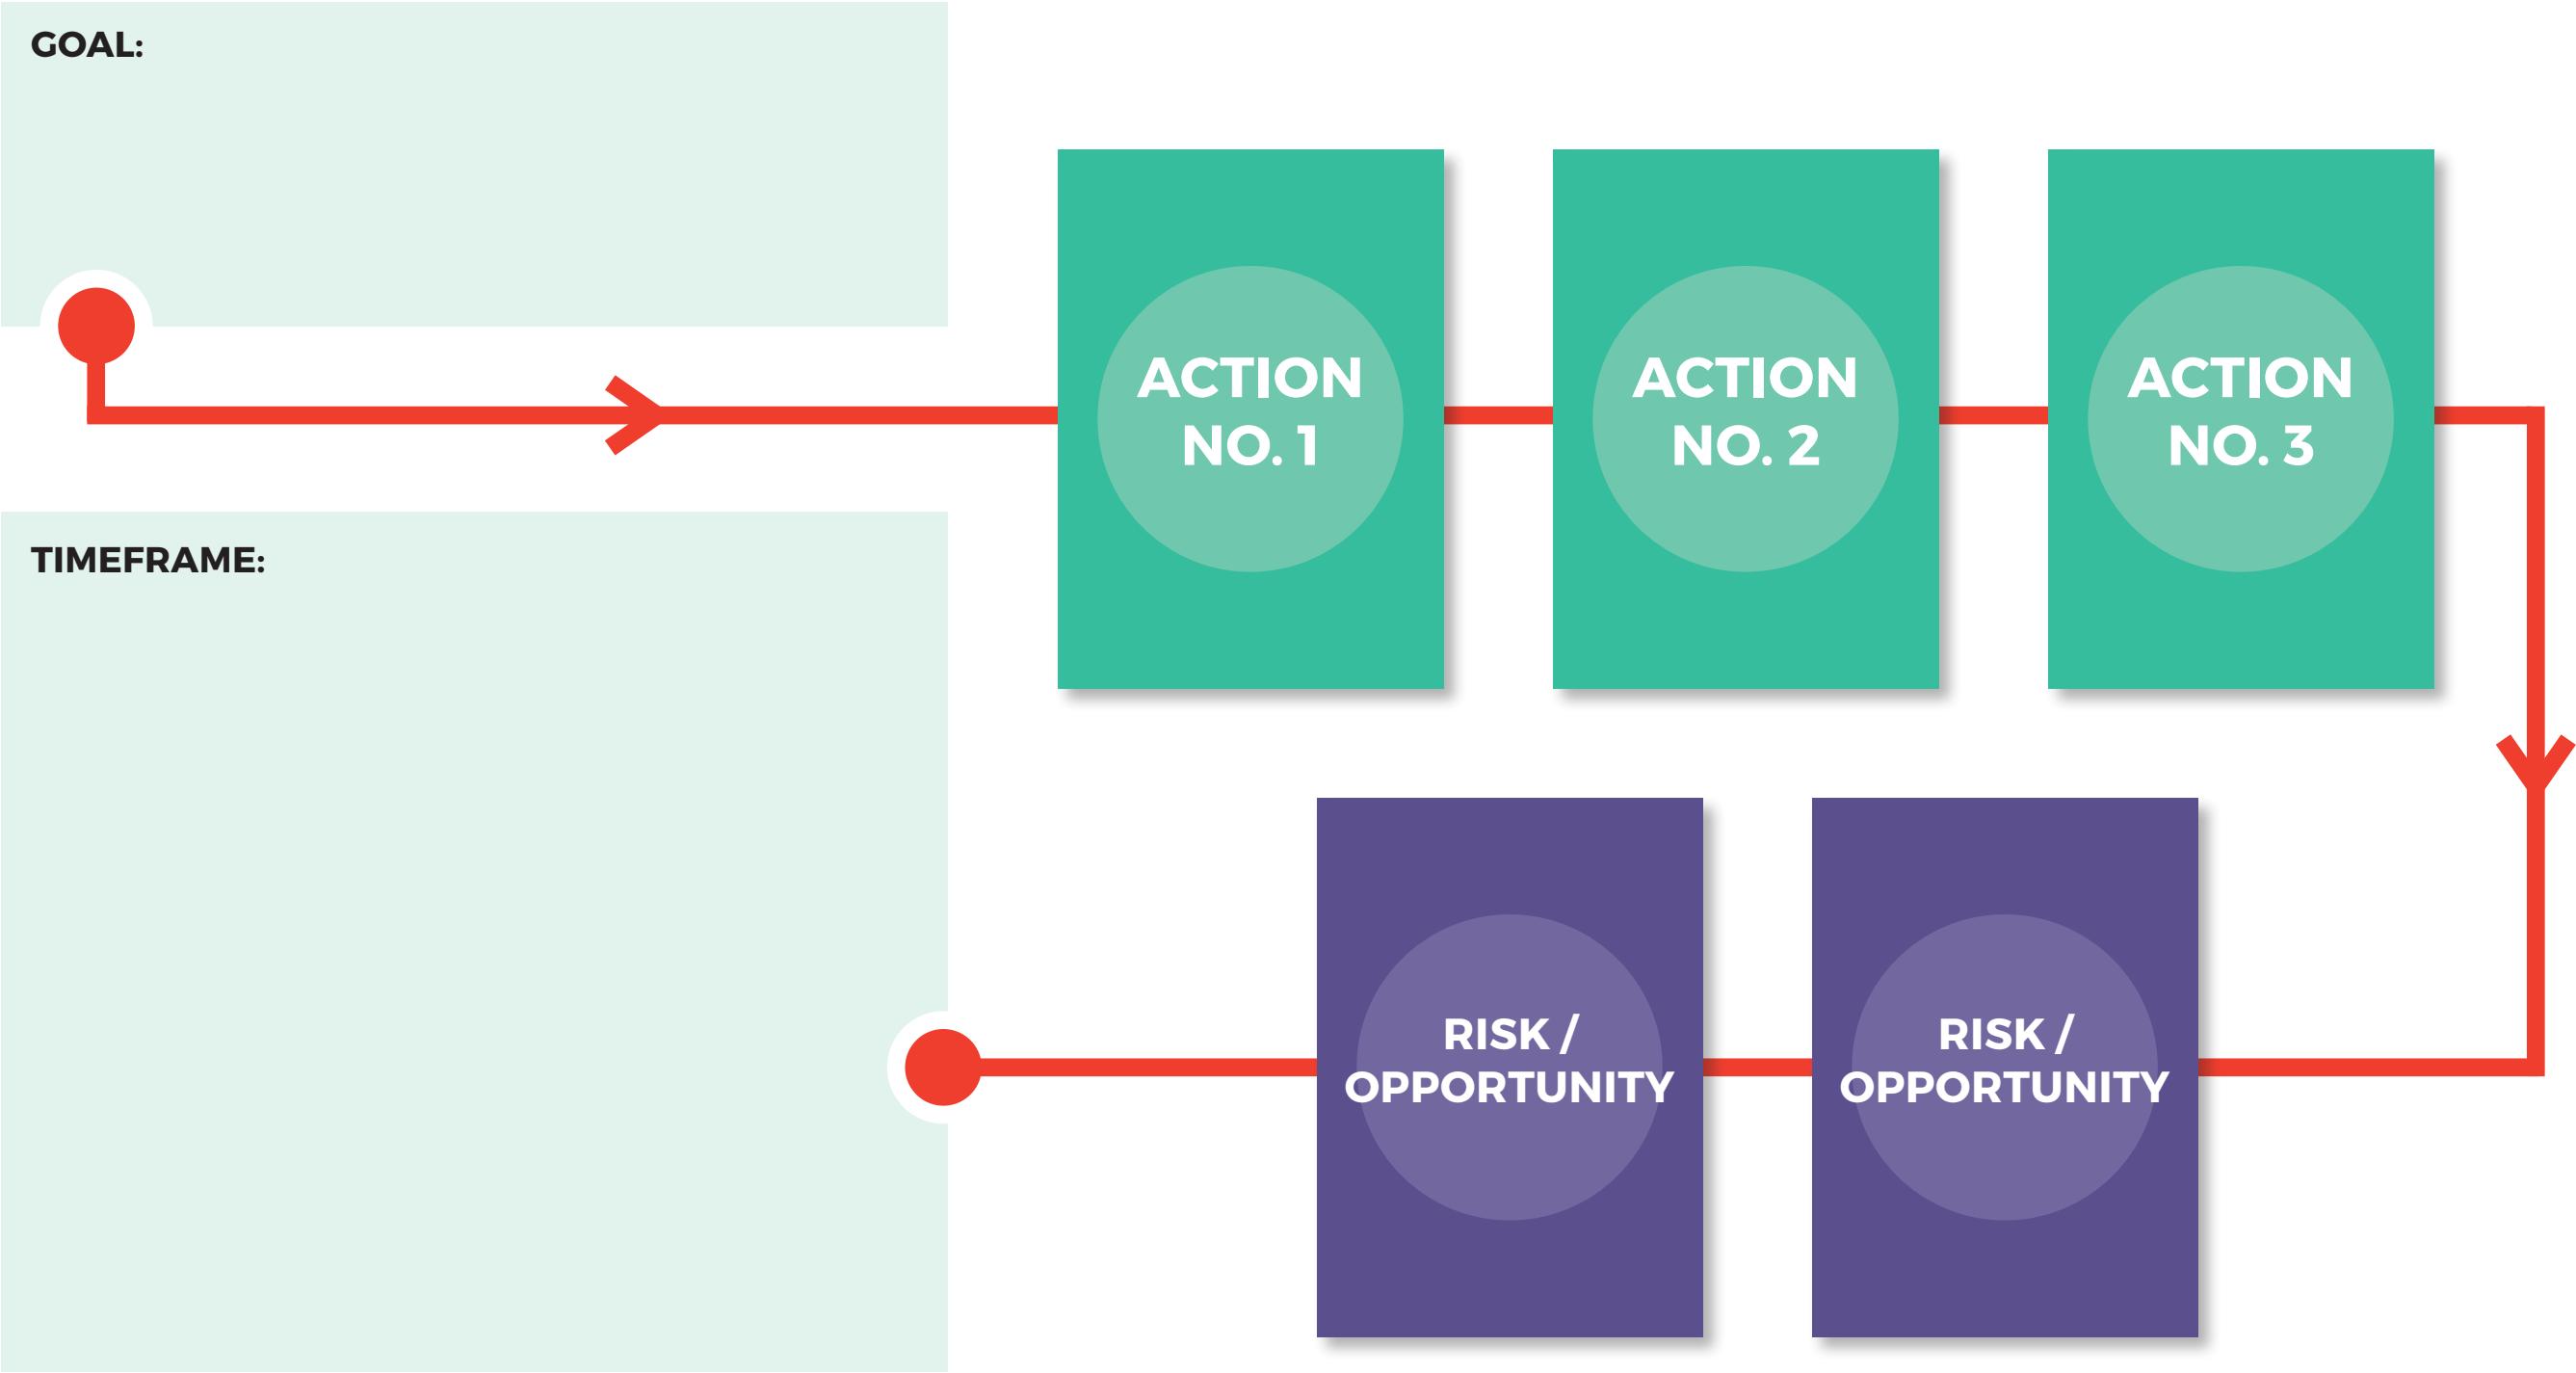 GOAL:
ACTION
NO. 1
ACTION
NO. 2
ACTION
NO. 3
TIMEFRAME:
RISK /
OPPORTUNITY
RISK /
OPPORTUNITY